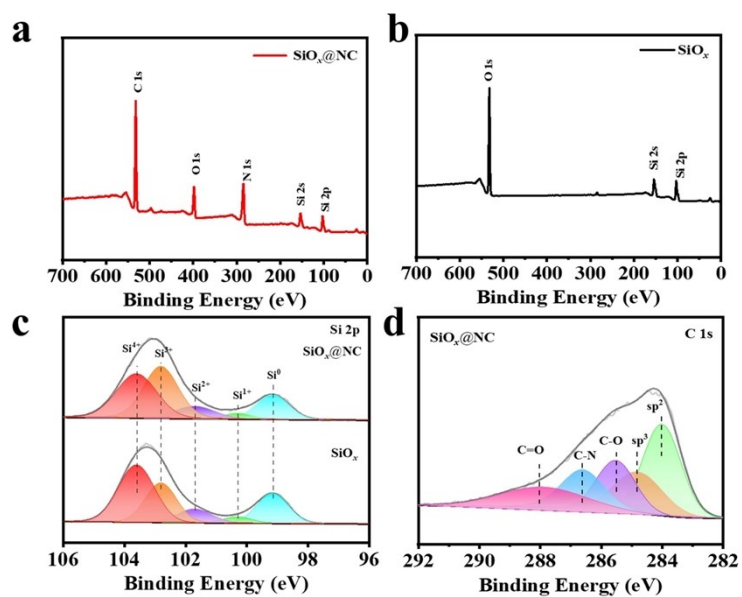 a
SiOₓ@NC
C 1s
O 1s
N 1s
Si 2s
Si 2p
700 600 500 400 300 200 100 0
Binding Energy (eV)
b
SiOₓ
O 1s
Si 2s
Si 2p
700 600 500 400 300 200 100 0
Binding Energy (eV)
c
Si 2p
SiOₓ@NC
Si⁴⁺
Si³⁺
Si²⁺
Si¹⁺
Si⁰
SiOₓ
106 104 102 100 98 96
Binding Energy (eV)
d
SiOₓ@NC
C 1s
C=O
C-N
C-O
sp³
sp²
292 290 288 286 284 282
Binding Energy (eV)